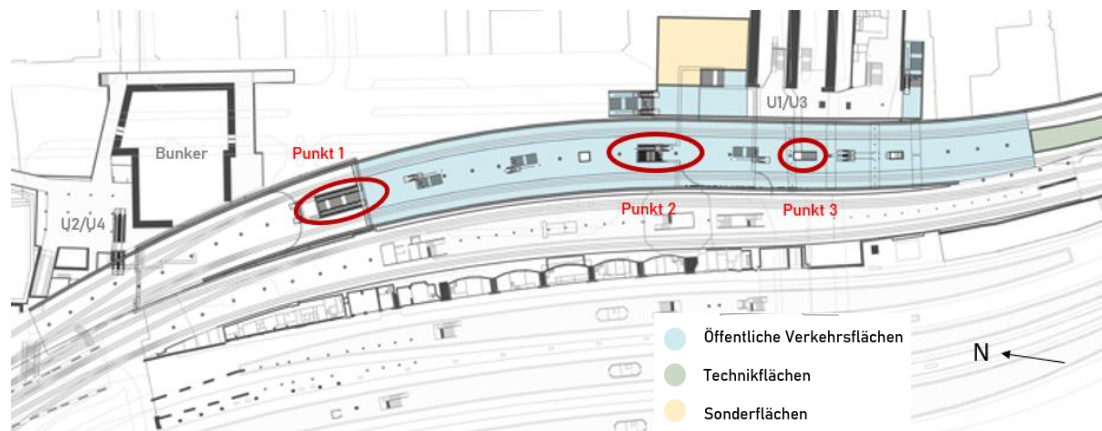 U1/U3
Bunker
Punkt 1
U2/U4
Punkt 2
Punkt 3
Öffentliche Verkehrsflächen
N
Technikflächen
Sonderflächen